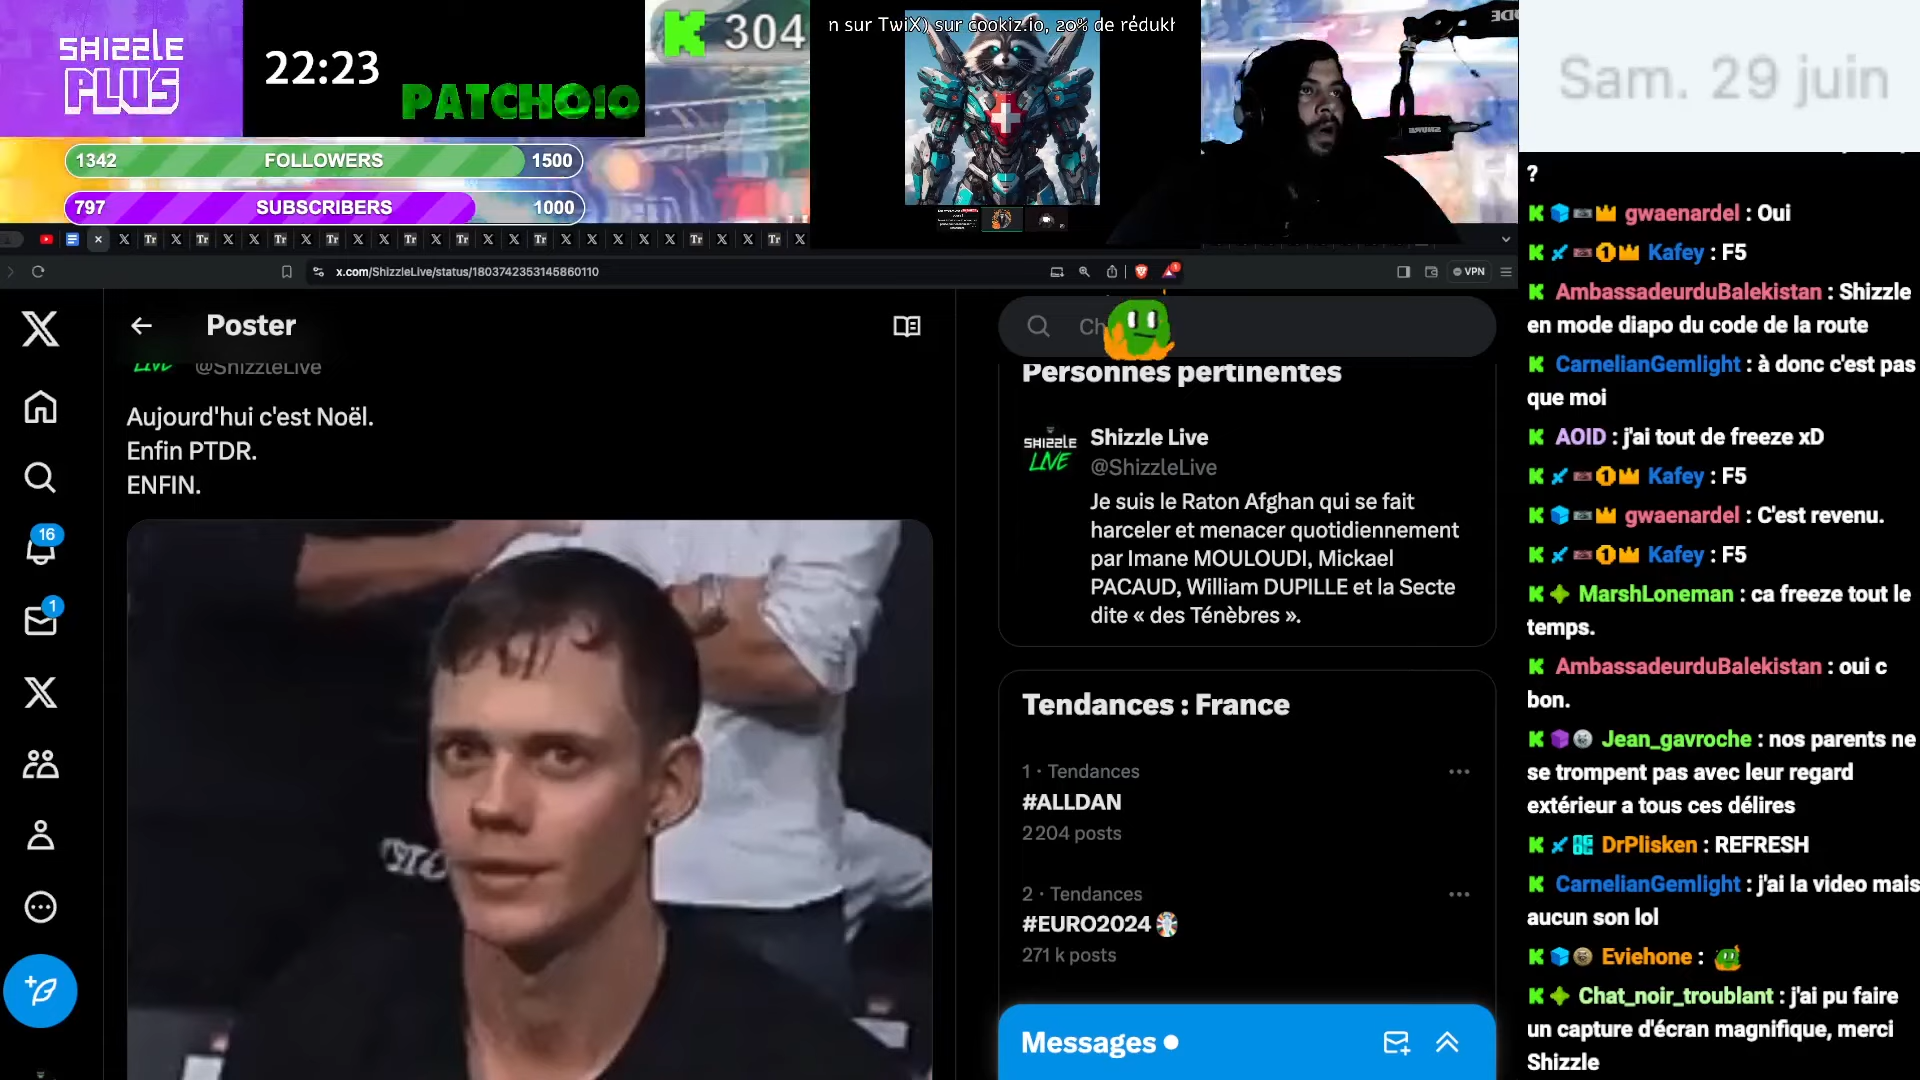 SHIZZLE
PLUS
22:23
PATCHO10
304
n sur TwiX) sur cookiz.io, 20% de réduk
Sam. 29 juin
1342 FOLLOWERS 1500
797 SUBSCRIBERS 1000
x.com/ShizzleLive/status/1803742353145860110
VPN
Poster
@ShizzleLive
Aujourd'hui c'est Noël.
Enfin PTDR.
ENFIN.
16
1
Ch
Personnes pertinentes
SHIZZLE
LIVE
Shizzle Live
@ShizzleLive
Je suis le Raton Afghan qui se fait
harceler et menacer quotidiennement
par Imane MOULOUDI, Mickael
PACAUD, William DUPILLE et la Secte
dite « des Ténèbres ».
Tendances : France
1 · Tendances
#ALLDAN
2 204 posts
2 · Tendances
#EURO2024
271 k posts
Messages
?
gwaenardel : Oui
Kafey : F5
AmbassadeurduBalekistan : Shizzle
en mode diapo du code de la route
CarnelianGemlight : à donc c'est pas
que moi
AOID : j'ai tout de freeze xD
Kafey : F5
gwaenardel : C'est revenu.
Kafey : F5
MarshLoneman : ca freeze tout le
temps.
AmbassadeurduBalekistan : oui c
bon.
Jean_gavroche : nos parents ne
se trompent pas avec leur regard
extérieur a tous ces délires
DrPlisken : REFRESH
CarnelianGemlight : j'ai la video mais
aucun son lol
Eviehone :
Chat_noir_troublant : j'ai pu faire
un capture d'écran magnifique, merci
Shizzle